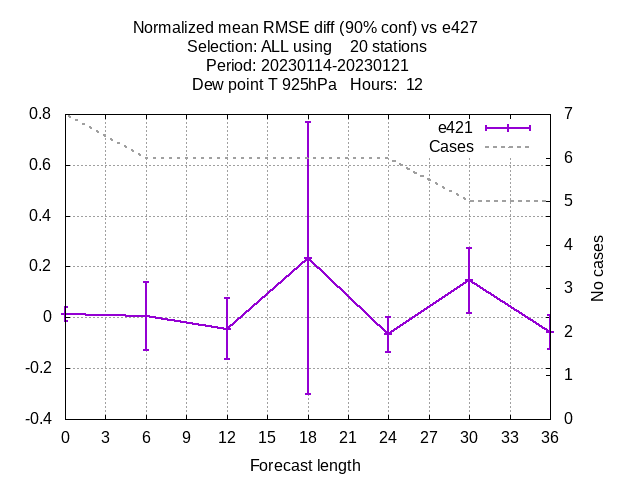 Normalized mean RMSE diff (90% conf) vs e427
Selection: ALL using    20 stations
Period: 20230114-20230121
Dew point T 925hPa   Hours:  12
e421
Cases
0.8
0.6
0.4
0.2
0
-0.2
-0.4
7
6
5
4
3
2
1
0
No cases
0 3 6 9 12 15 18 21 24 27 30 33 36
Forecast length